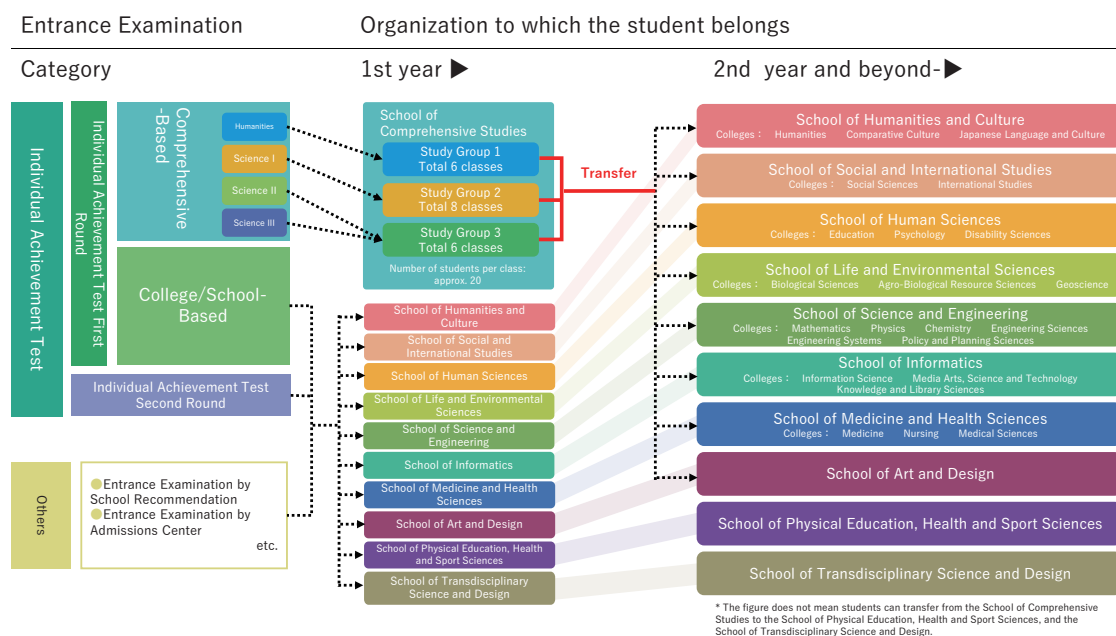 Entrance Examination
Organization to which the student belongs
Category
1st year ▶
2nd year and beyond-▶
Individual Achievement Test
Individual Achievement Test First
Round
Comprehensive
-Based
Humanities
Science I
Science II
Science III
College/School-
Based
Individual Achievement Test
Second Round
Others
Entrance Examination by
School Recommendation
Entrance Examination by
Admissions Center
etc.
School of
Comprehensive Studies
Study Group 1
Total 6 classes
Study Group 2
Total 8 classes
Study Group 3
Total 6 classes
Number of students per class:
approx. 20
Transfer
School of Humanities and
Culture
School of Social and
International Studies
School of Human Sciences
School of Life and Environmental
Sciences
School of Science and
Engineering
School of Informatics
School of Medicine and Health
Sciences
School of Art and Design
School of Physical Education, Health
and Sport Sciences
School of Transdisciplinary
Science and Design
School of Humanities and Culture
Colleges : Humanities Comparative Culture Japanese Language and Culture
School of Social and International Studies
Colleges : Social Sciences International Studies
School of Human Sciences
Colleges : Education Psychology Disability Sciences
School of Life and Environmental Sciences
Colleges : Biological Sciences Agro-Biological Resource Sciences Geoscience
School of Science and Engineering
Colleges : Mathematics Physics Chemistry Engineering Sciences
Engineering Systems Policy and Planning Sciences
School of Informatics
Colleges : Information Science Media Arts, Science and Technology
Knowledge and Library Sciences
School of Medicine and Health Sciences
Colleges : Medicine Nursing Medical Sciences
School of Art and Design
School of Physical Education, Health and Sport Sciences
School of Transdisciplinary Science and Design
* The figure does not mean students can transfer from the School of Comprehensive
Studies to the School of Physical Education, Health and Sport Sciences, and the
School of Transdisciplinary Science and Design.